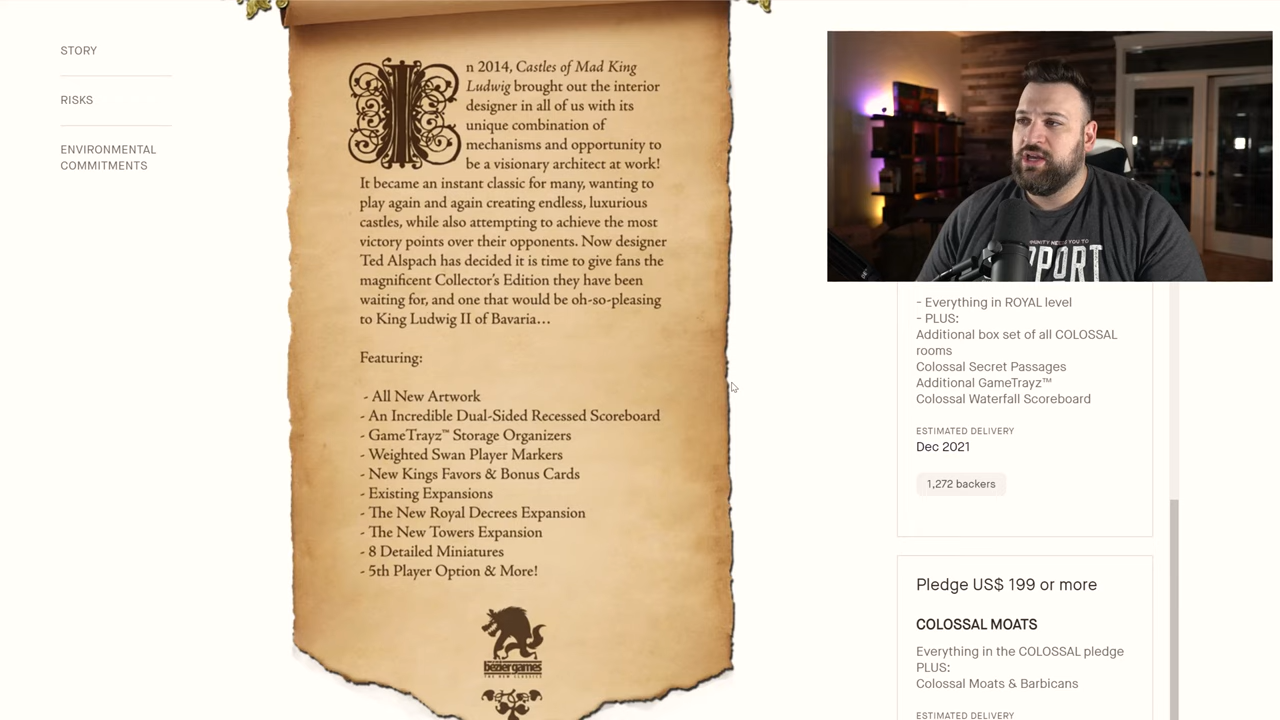 STORY
RISKS
ENVIRONMENTAL
COMMITMENTS
In 2014, Castles of Mad King
Ludwig brought out the interior
designer in all of us with its
unique combination of
mechanisms and opportunity to
be a visionary architect at work!
It became an instant classic for many, wanting to
play again and again creating endless, luxurious
castles, while also attempting to achieve the most
victory points over their opponents. Now designer
Ted Alspach has decided it is time to give fans the
magnificent Collector's Edition they have been
waiting for, and one that would be oh-so-pleasing
to King Ludwig II of Bavaria...
Featuring:
- All New Artwork
- An Incredible Dual-Sided Recessed Scoreboard
- GameTrayz™ Storage Organizers
- Weighted Swan Player Markers
- New Kings Favors & Bonus Cards
- Existing Expansions
- The New Royal Decrees Expansion
- The New Towers Expansion
- 8 Detailed Miniatures
- 5th Player Option & More!
bezier games
THE NEW CLASSICS
- Everything in ROYAL level
- PLUS:
Additional box set of all COLOSSAL
rooms
Colossal Secret Passages
Additional GameTrayz™
Colossal Waterfall Scoreboard
ESTIMATED DELIVERY
Dec 2021
1,272 backers
Pledge US$ 199 or more
COLOSSAL MOATS
Everything in the COLOSSAL pledge
PLUS:
Colossal Moats & Barbicans
ESTIMATED DELIVERY